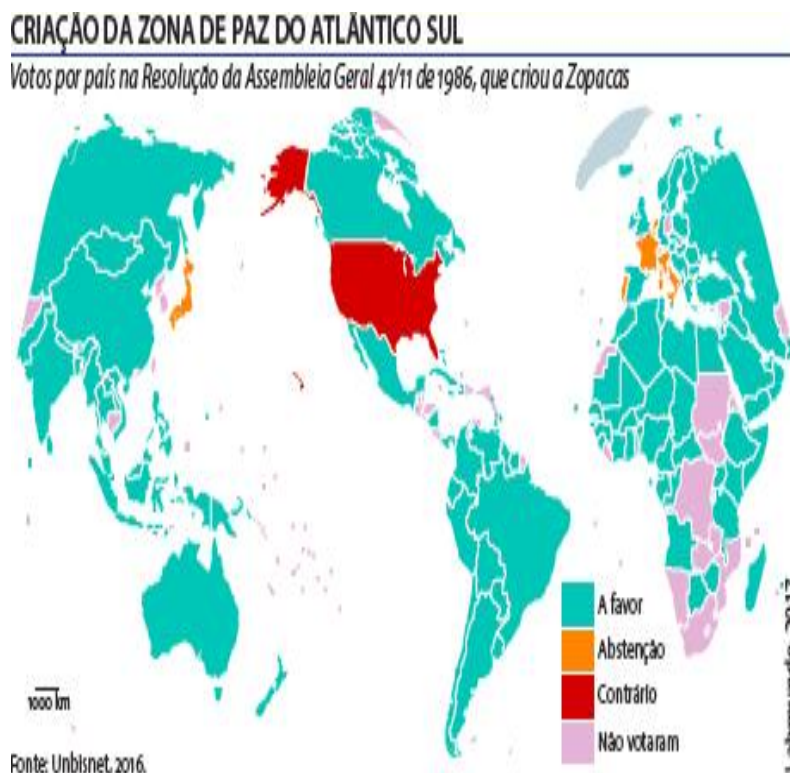 CRIAÇÃO DA ZONA DE PAZ DO ATLÂNTICO SUL
Votos por país na Resolução da Assembleia Geral 41/11 de 1986, que criou a Zopacas
A favor
Abstenção
Contrário
Não votaram
1000 km
Fonte: Unbisnet, 2016.
2017